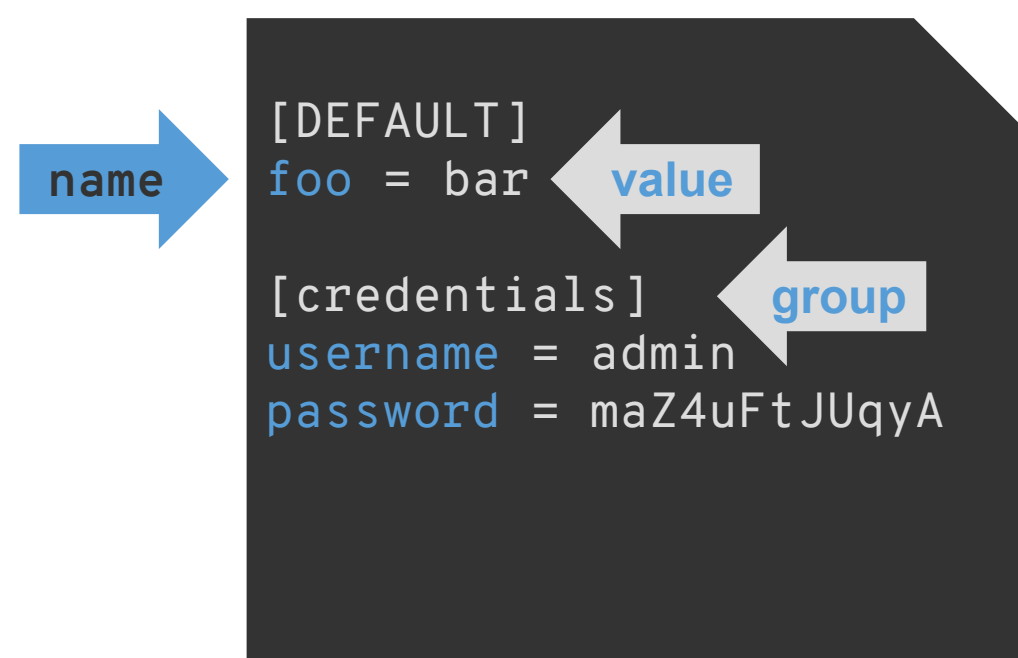 [DEFAULT]
name
foo = bar
value
[credentials]
group
username = admin
password = maZ4uFtJUqyA